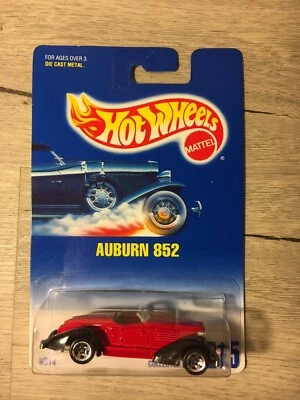 FOR AGES OVER 3.
DIE CAST METAL.
HOT WHEELS
MATTEL
®
AUBURN 852